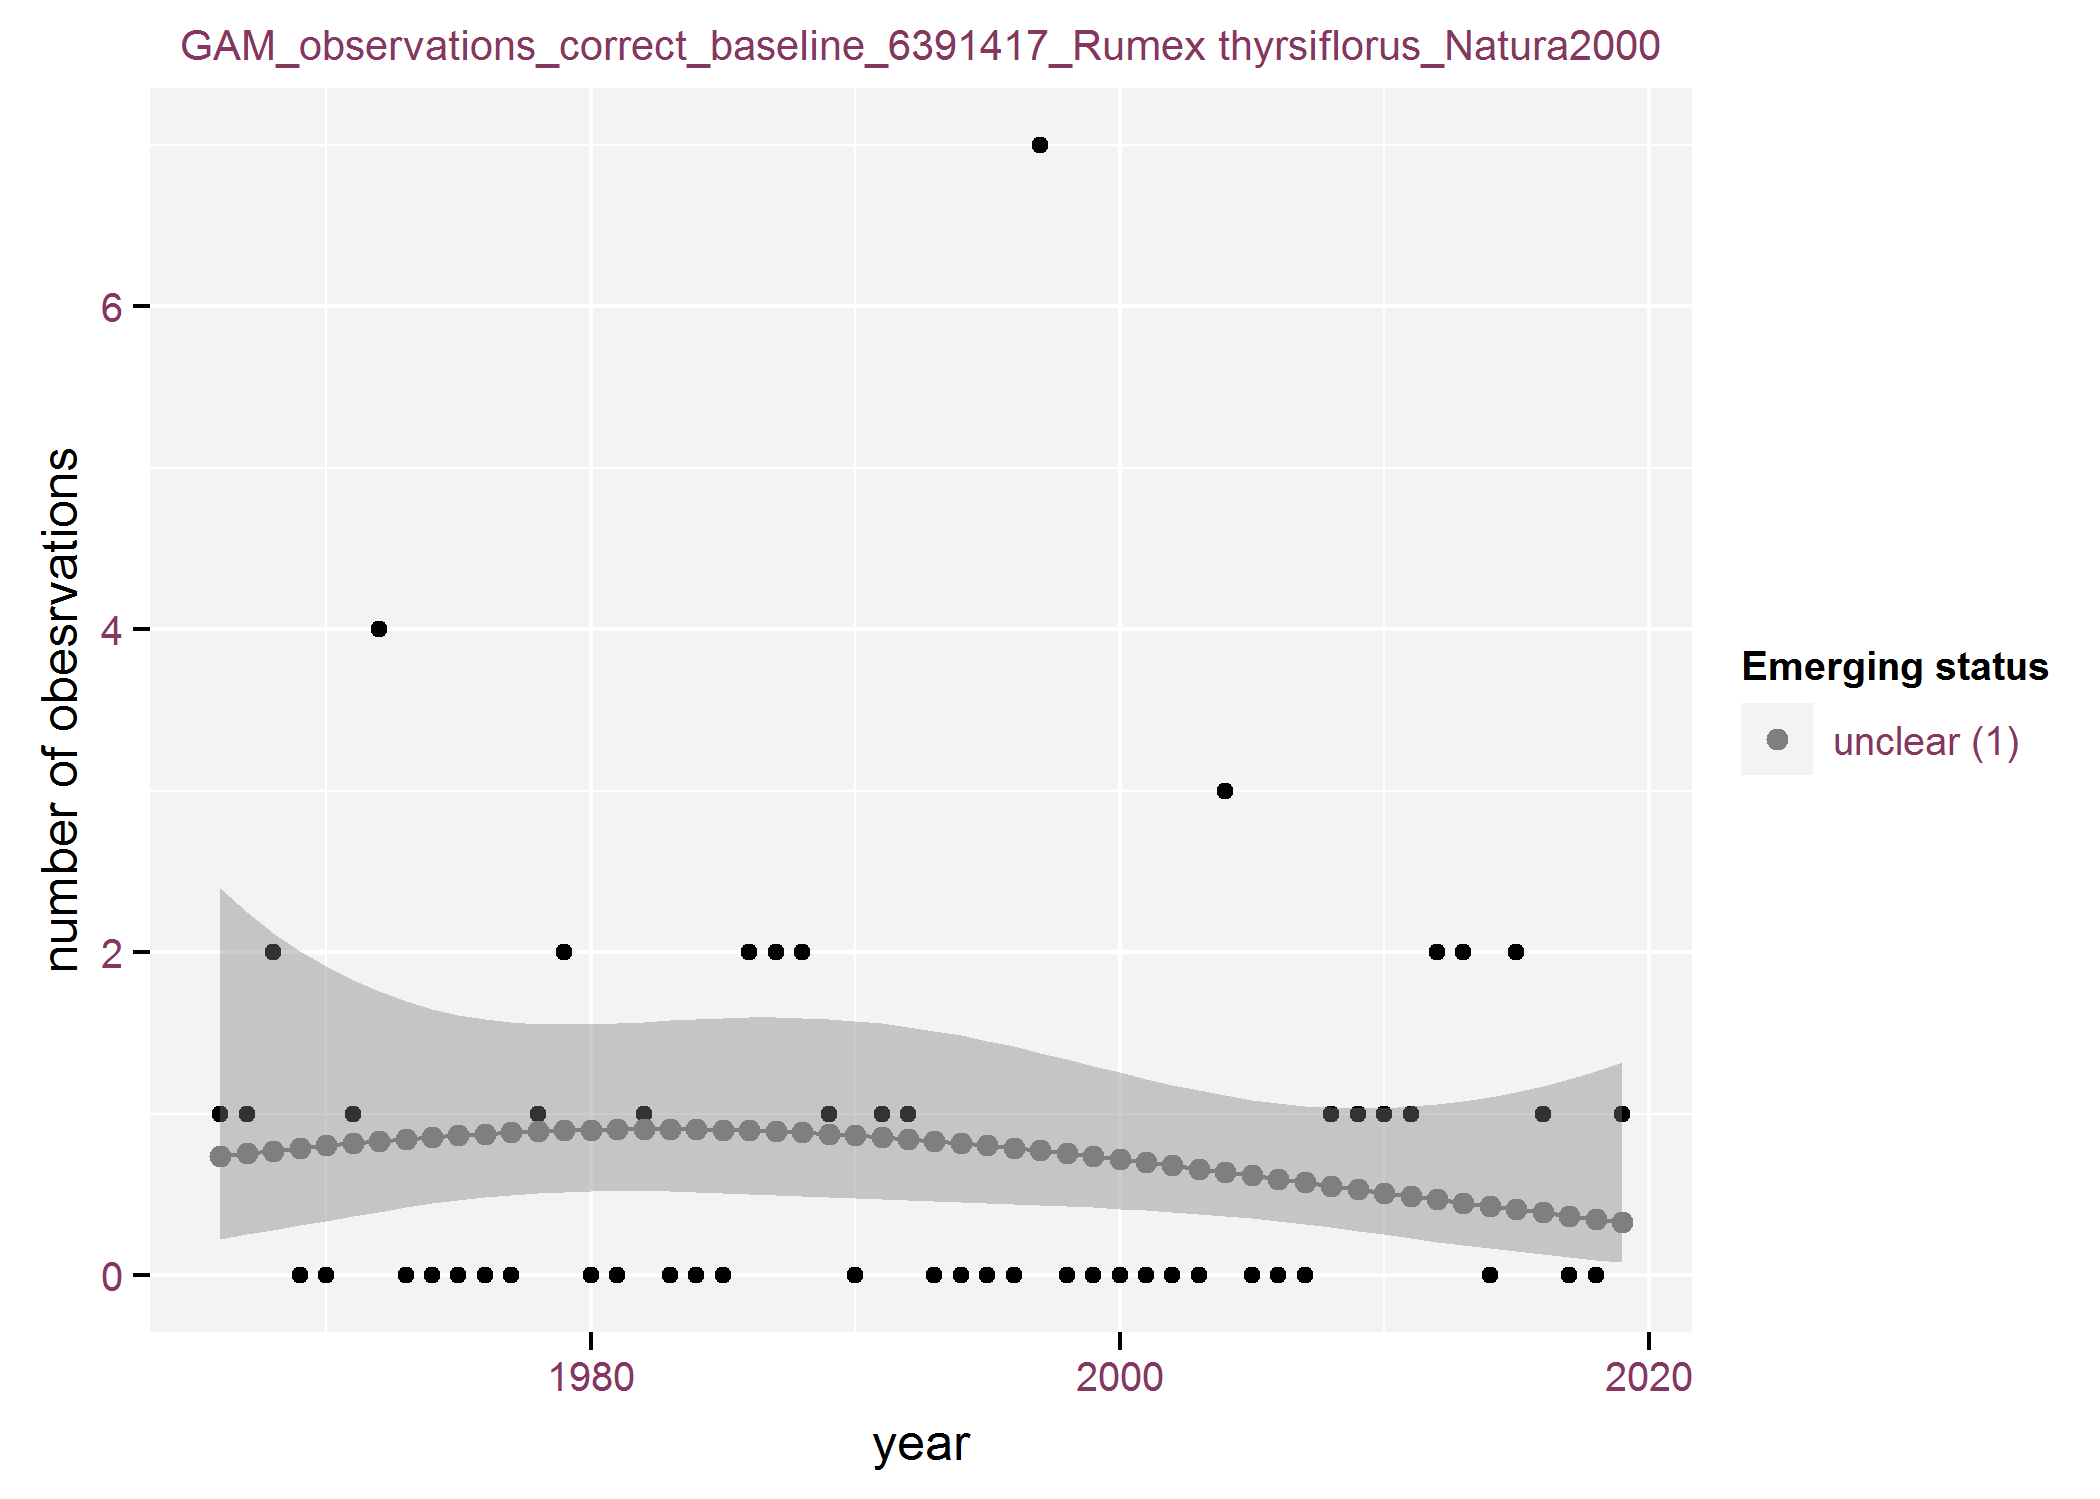 GAM_observations_correct_baseline_6391417_Rumex thyrsiflorus_Natura2000
number of obesrvations
6
4
2
0
1980
2000
2020
year
Emerging status
unclear (1)